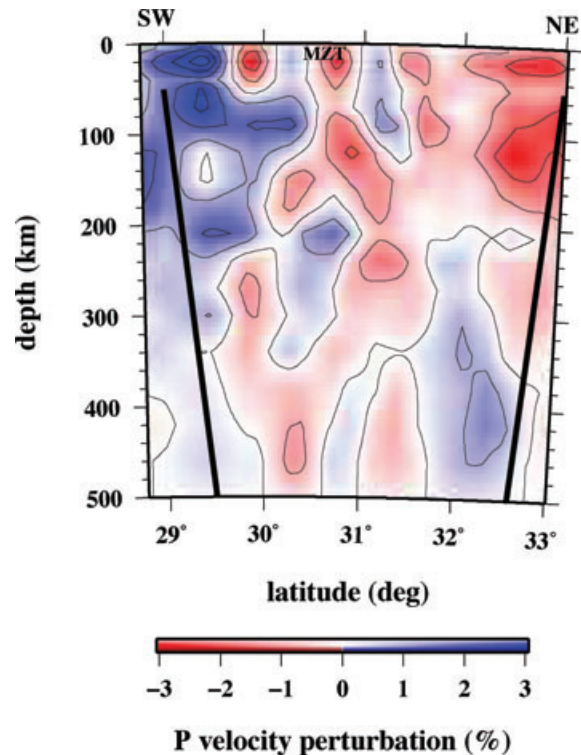 SW
NE
MZT
0
100
200
300
400
500
depth (km)
29° 30° 31° 32° 33°
latitude (deg)
−3 −2 −1 0 1 2 3
P velocity perturbation (%)